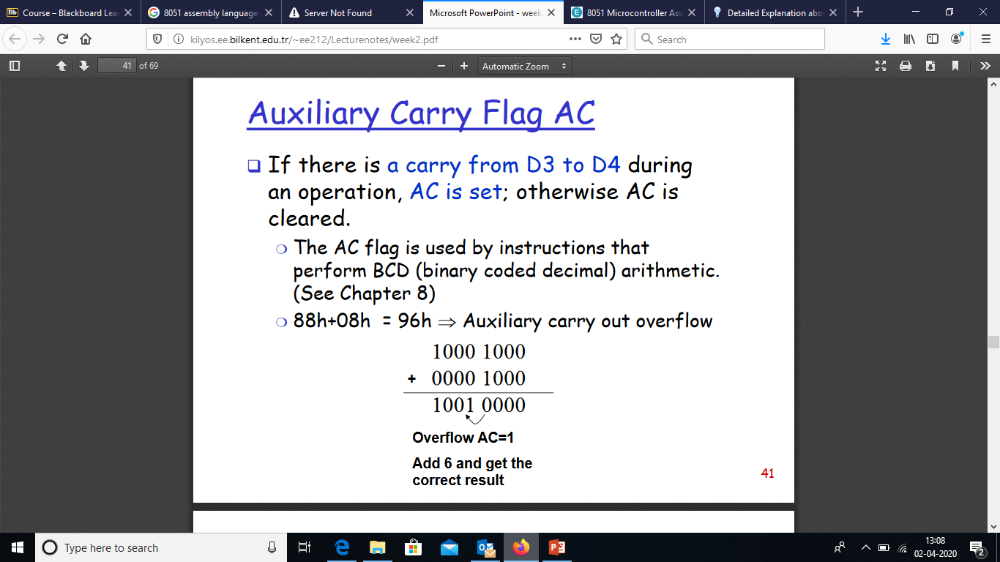 Course – Blackboard Lea
8051 assembly language
Server Not Found
Microsoft PowerPoint - week
8051 Microcontroller Ass
Detailed Explanation abo
kilyos.ee.bilkent.edu.tr/~ee212/Lecturenotes/week2.pdf
Search
41 of 69
Automatic Zoom
Auxiliary Carry Flag AC
If there is a carry from D3 to D4 during
an operation, AC is set; otherwise AC is
cleared.
The AC flag is used by instructions that
perform BCD (binary coded decimal) arithmetic.
(See Chapter 8)
88h+08h = 96h ⇒ Auxiliary carry out overflow
1000 1000
+ 0000 1000
1001 0000
Overflow AC=1
Add 6 and get the
correct result
41
Type here to search
13:08
02-04-2020
2